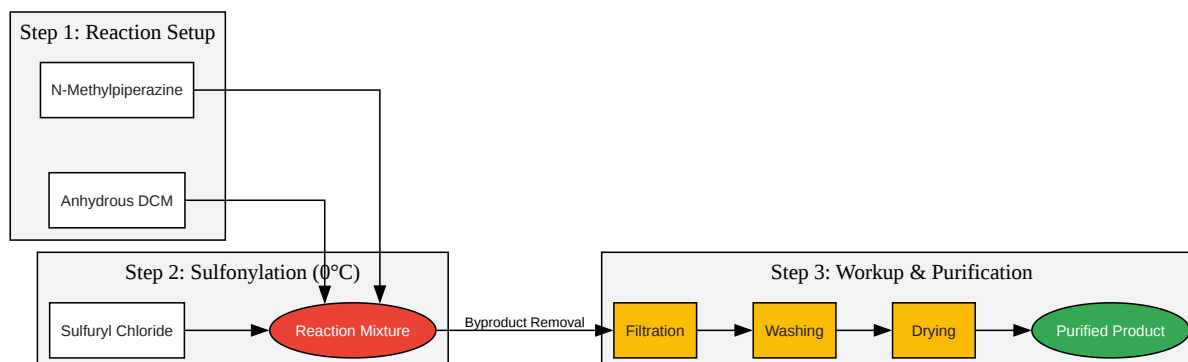 Step 1: Reaction Setup
N-Methylpiperazine
Anhydrous DCM
Step 2: Sulfonylation (0°C)
Sulfuryl Chloride
Reaction Mixture
Byproduct Removal
Step 3: Workup & Purification
Filtration
Washing
Drying
Purified Product